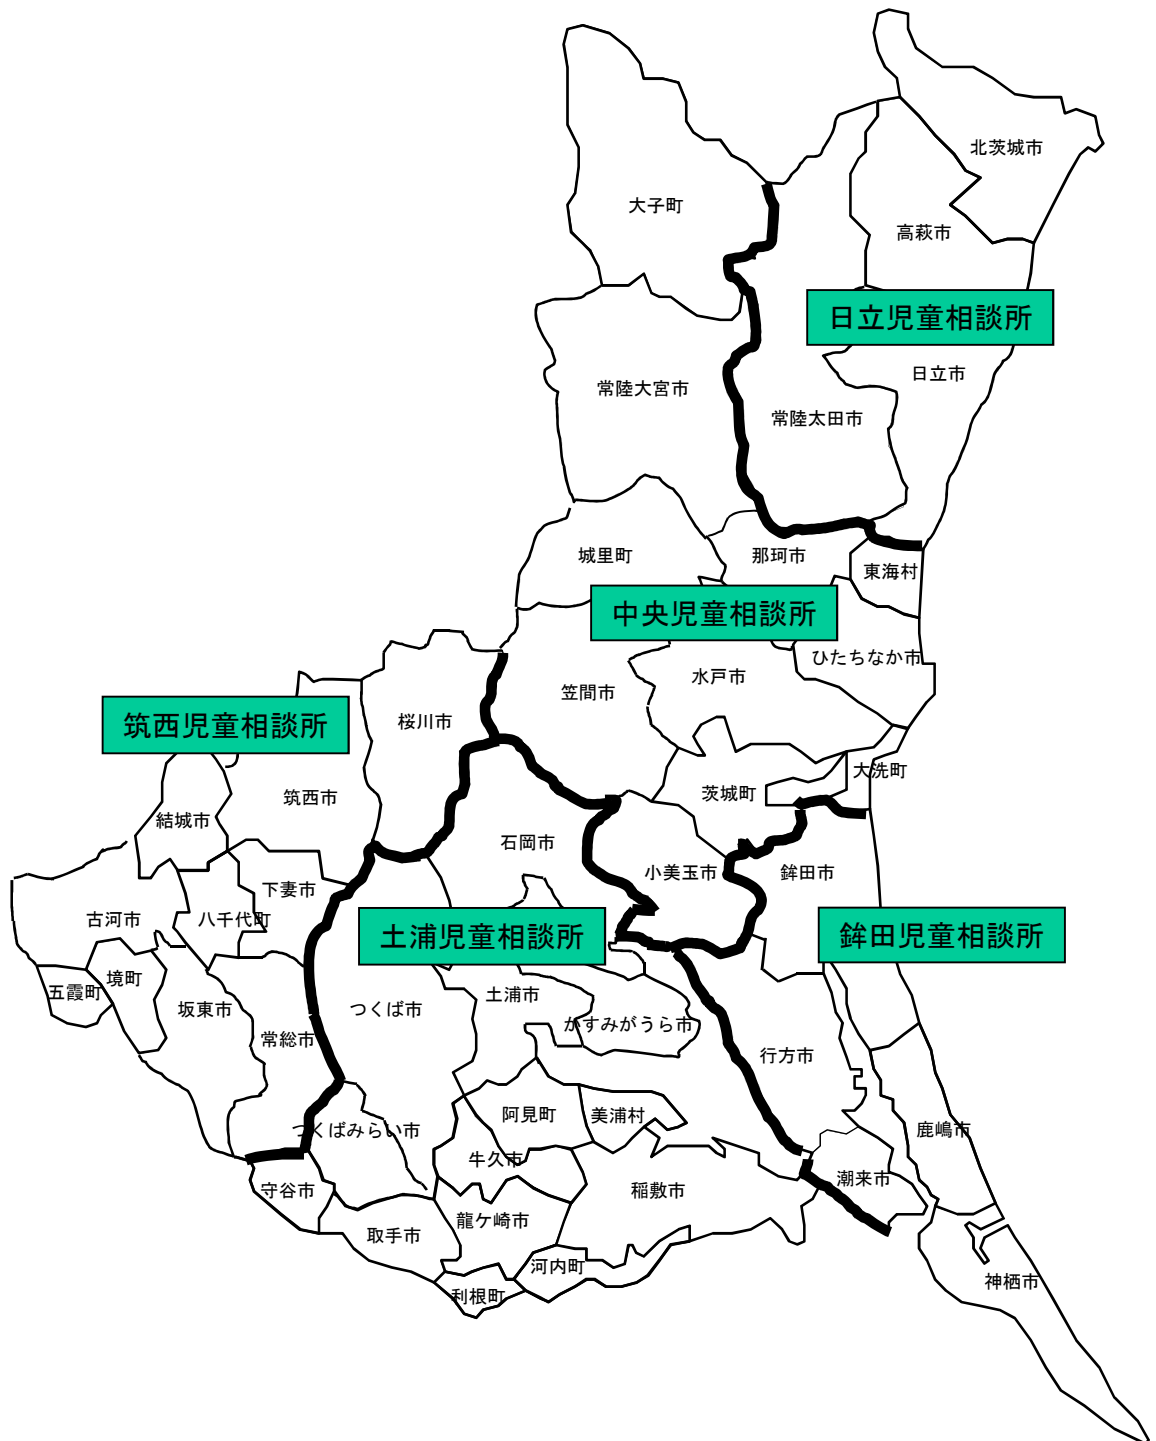 北茨城市
大子町
高萩市
日立児童相談所
日立市
常陸大宮市
常陸太田市
城里町
那珂市
東海村
中央児童相談所
ひたちなか市
水戸市
笠間市
筑西児童相談所
桜川市
大洗町
茨城町
筑西市
結城市
石岡市
小美玉市
鉾田市
下妻市
古河市
八千代町
土浦児童相談所
鉾田児童相談所
境町
五霞町
坂東市
つくば市
土浦市
かすみがうら市
常総市
行方市
阿見町
美浦村
つくばみらい市
鹿嶋市
牛久市
守谷市
稲敷市
潮来市
取手市
龍ケ崎市
河内町
神栖市
利根町